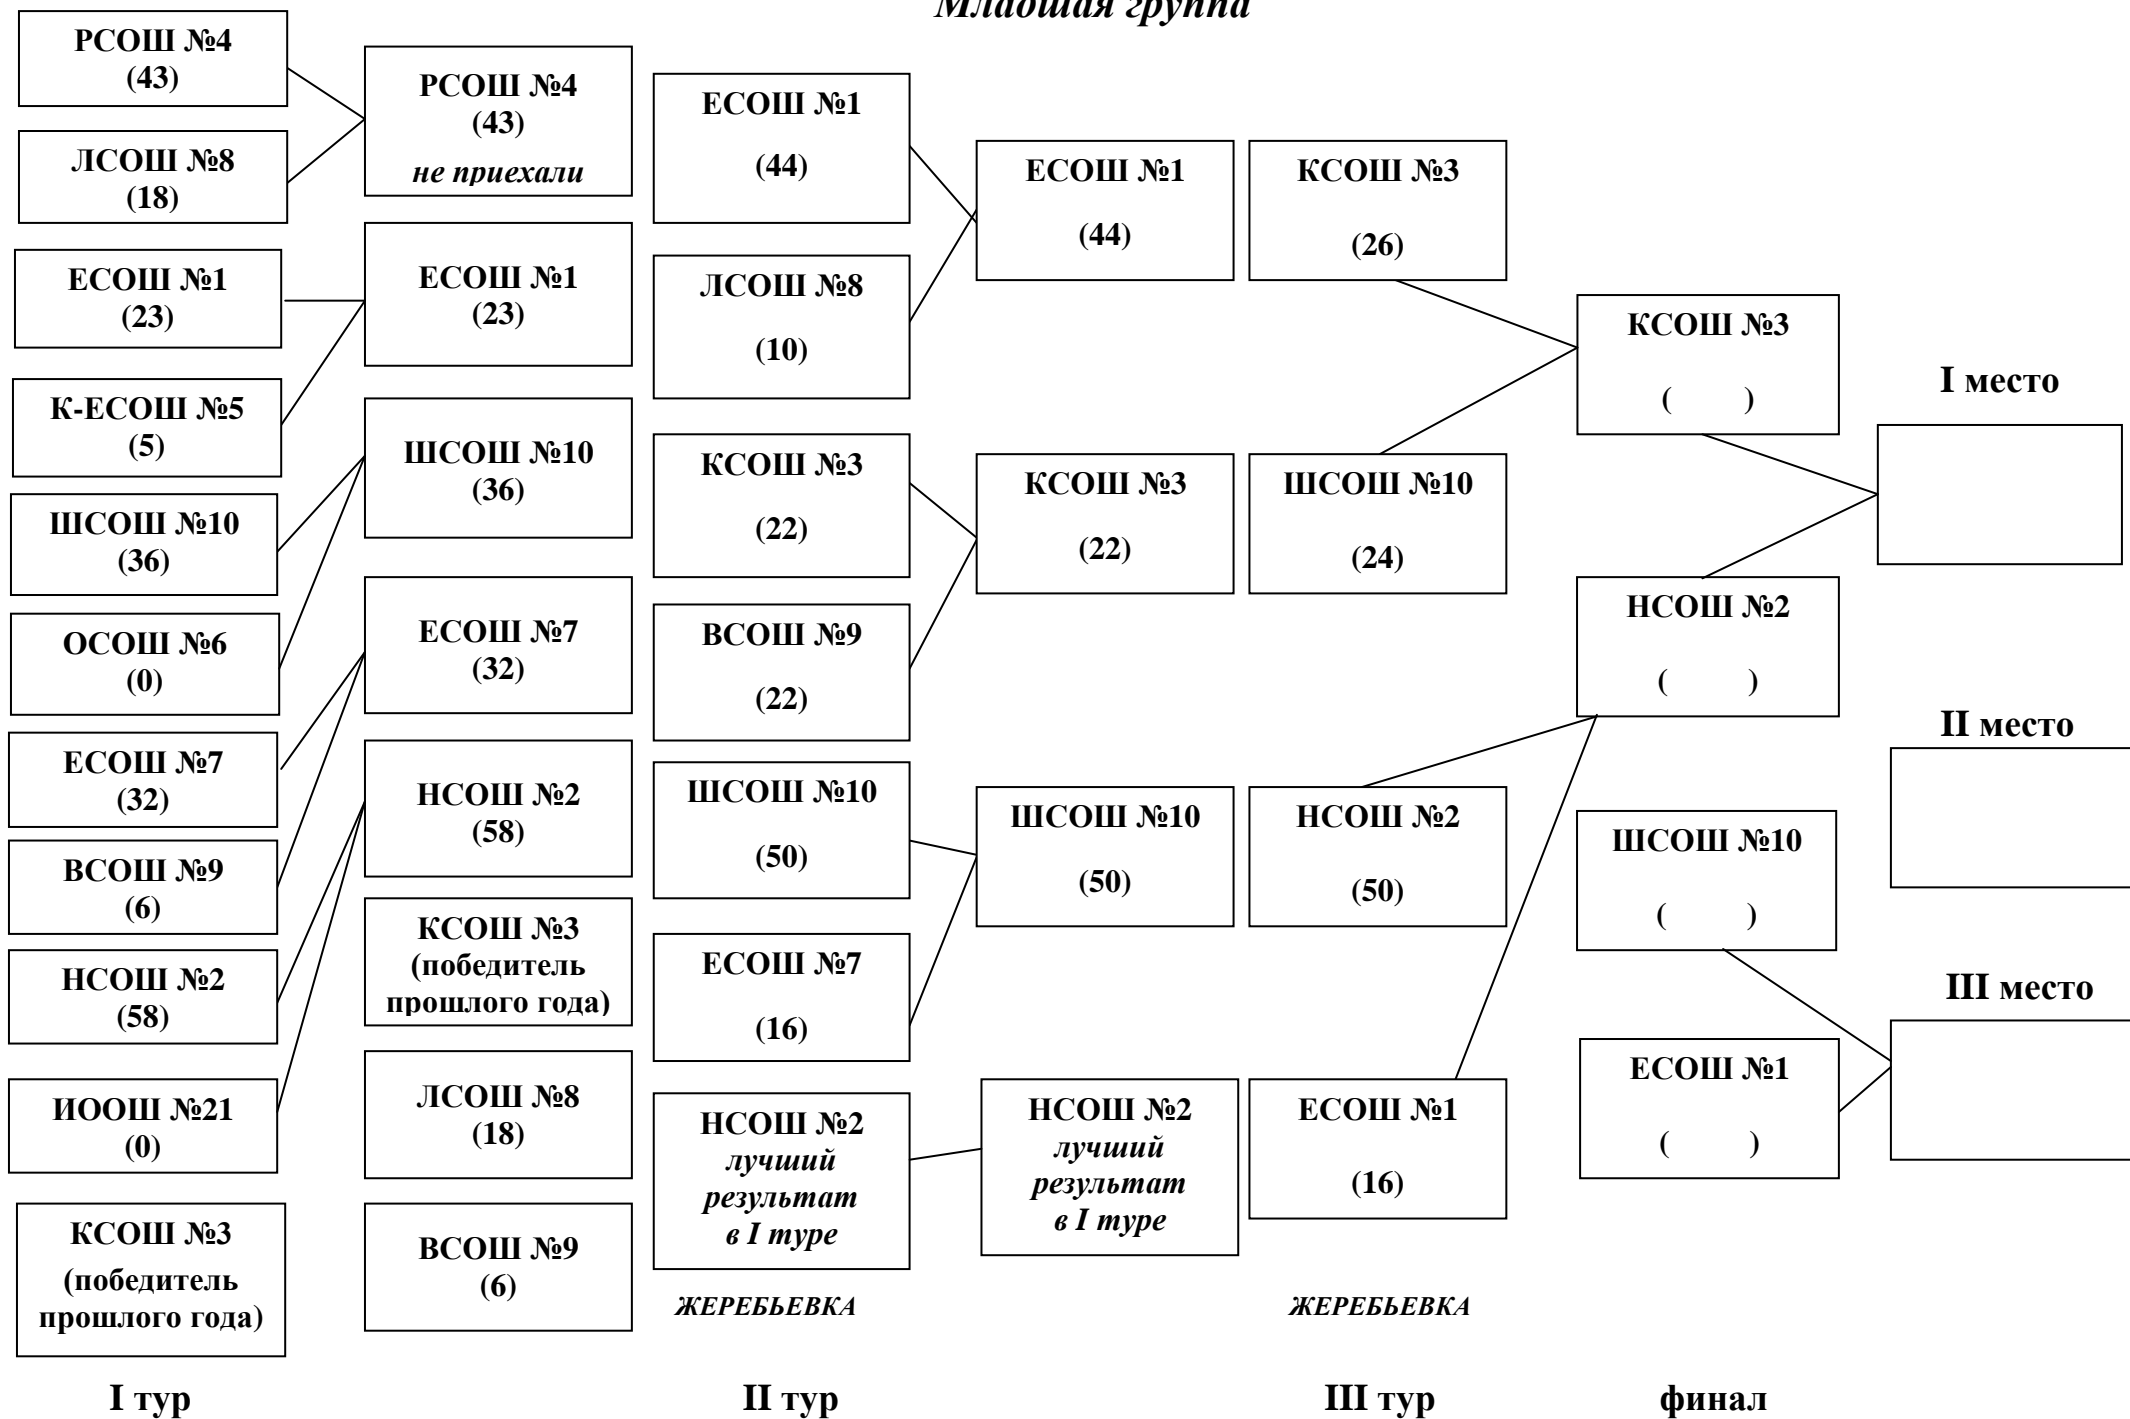 Младшая группа
РСОШ №4
(43)
ЛСОШ №8
(18)
ЕСОШ №1
(23)
К-ЕСОШ №5
(5)
ШСОШ №10
(36)
ОСОШ №6
(0)
ЕСОШ №7
(32)
ВСОШ №9
(6)
НСОШ №2
(58)
ИООШ №21
(0)
КСОШ №3
(победитель
прошлого года)
I тур
РСОШ №4
(43)
не приехали
ЕСОШ №1
(23)
ШСОШ №10
(36)
ЕСОШ №7
(32)
НСОШ №2
(58)
КСОШ №3
(победитель
прошлого года)
ЛСОШ №8
(18)
ВСОШ №9
(6)
ЕСОШ №1
(44)
ЛСОШ №8
(10)
КСОШ №3
(22)
ВСОШ №9
(22)
ШСОШ №10
(50)
ЕСОШ №7
(16)
НСОШ №2
лучший
результат
в I туре
ЖЕРЕБЬЕВКА
II тур
ЕСОШ №1
(44)
КСОШ №3
(22)
ШСОШ №10
(50)
НСОШ №2
лучший
результат
в I туре
КСОШ №3
(26)
ШСОШ №10
(24)
НСОШ №2
(50)
ЕСОШ №1
(16)
ЖЕРЕБЬЕВКА
III тур
КСОШ №3
( )
НСОШ №2
( )
ШСОШ №10
( )
ЕСОШ №1
( )
финал
I место
II место
III место